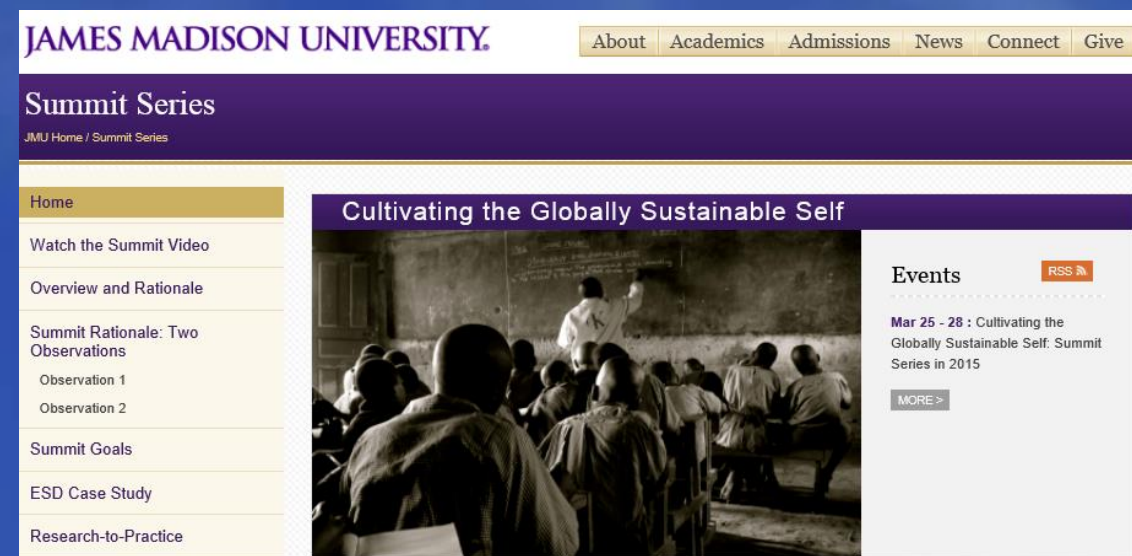 JAMES MADISON UNIVERSITY.
About Academics Admissions News Connect Give
Summit Series
JMU Home / Summit Series
Home
Watch the Summit Video
Overview and Rationale
Summit Rationale: Two
Observations
Observation 1
Observation 2
Summit Goals
ESD Case Study
Research-to-Practice
Cultivating the Globally Sustainable Self
Events
RSS
Mar 25 - 28 : Cultivating the
Globally Sustainable Self: Summit
Series in 2015
MORE >